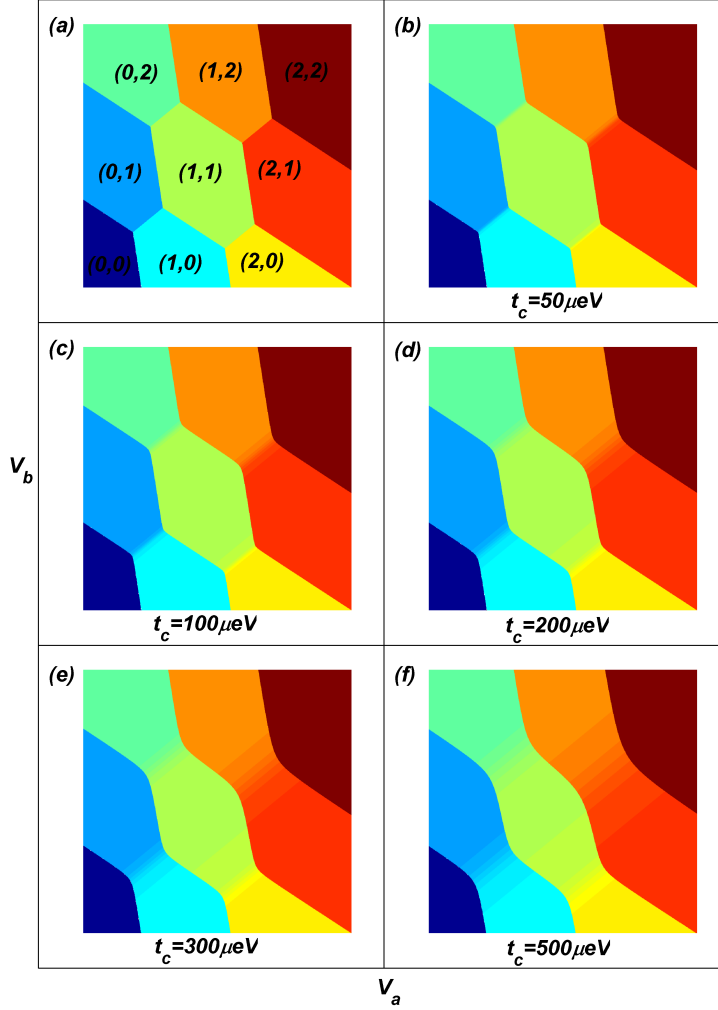 (a)
(0,2)
(1,2)
(2,2)
(0,1)
(1,1)
(2,1)
(0,0)
(1,0)
(2,0)
(b)
t_c=50μeV
(c)
t_c=100μeV
(d)
t_c=200μeV
V_b
(e)
t_c=300μeV
(f)
t_c=500μeV
V_a